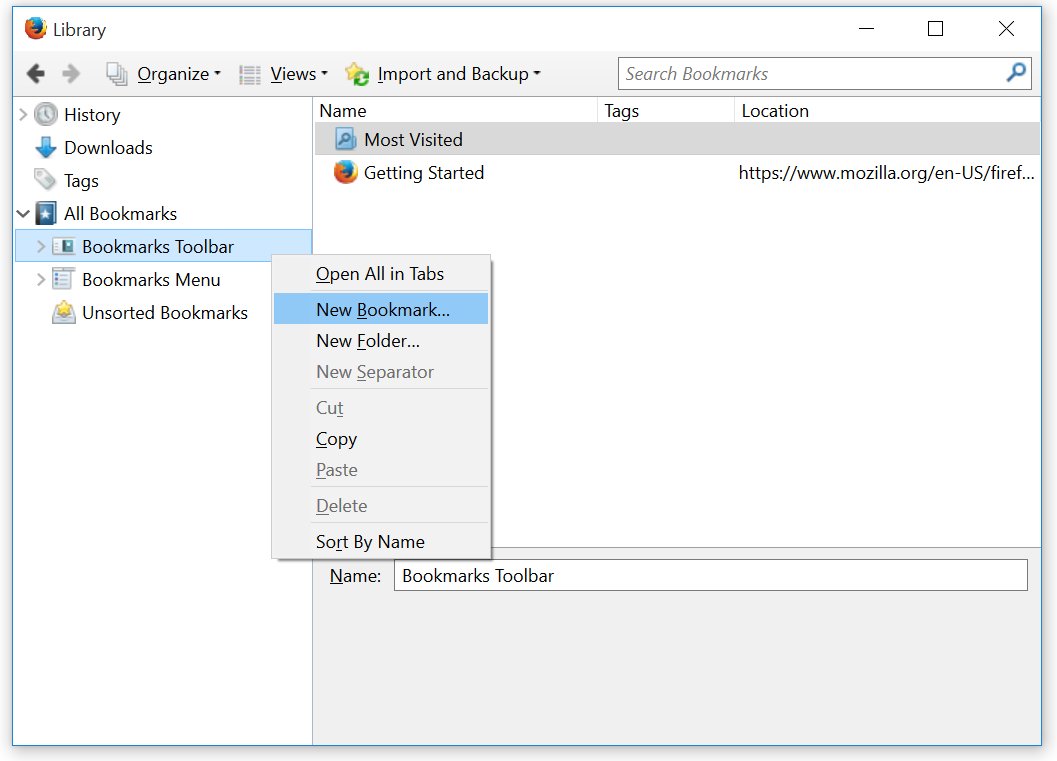 Library
Organize Views Import and Backup Search Bookmarks
History
Downloads
Tags
All Bookmarks
Bookmarks Toolbar
Bookmarks Menu
Unsorted Bookmarks
Name Tags Location
Most Visited
Getting Started https://www.mozilla.org/en-US/firef...
Open All in Tabs
New Bookmark...
New Folder...
New Separator
Cut
Copy
Paste
Delete
Sort By Name
Name: Bookmarks Toolbar